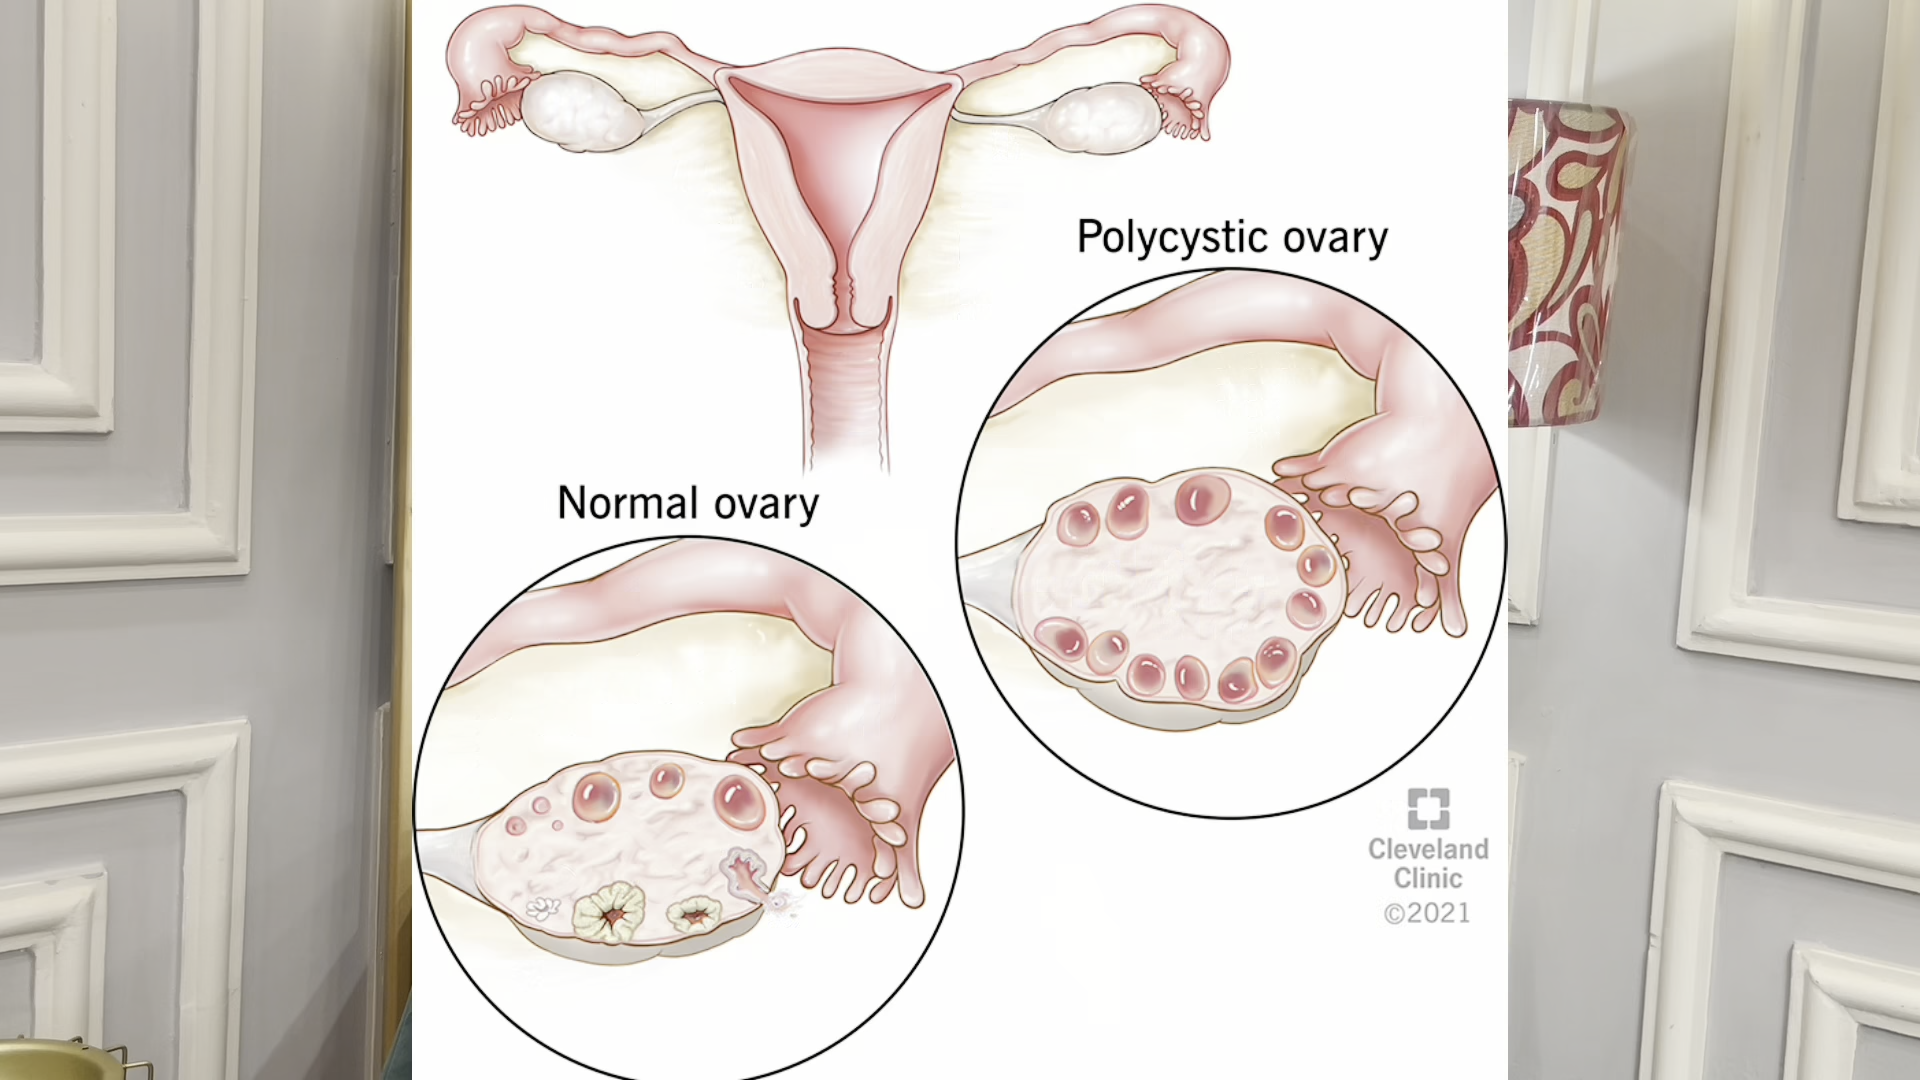 Polycystic ovary
Normal ovary
Cleveland
Clinic
©2021